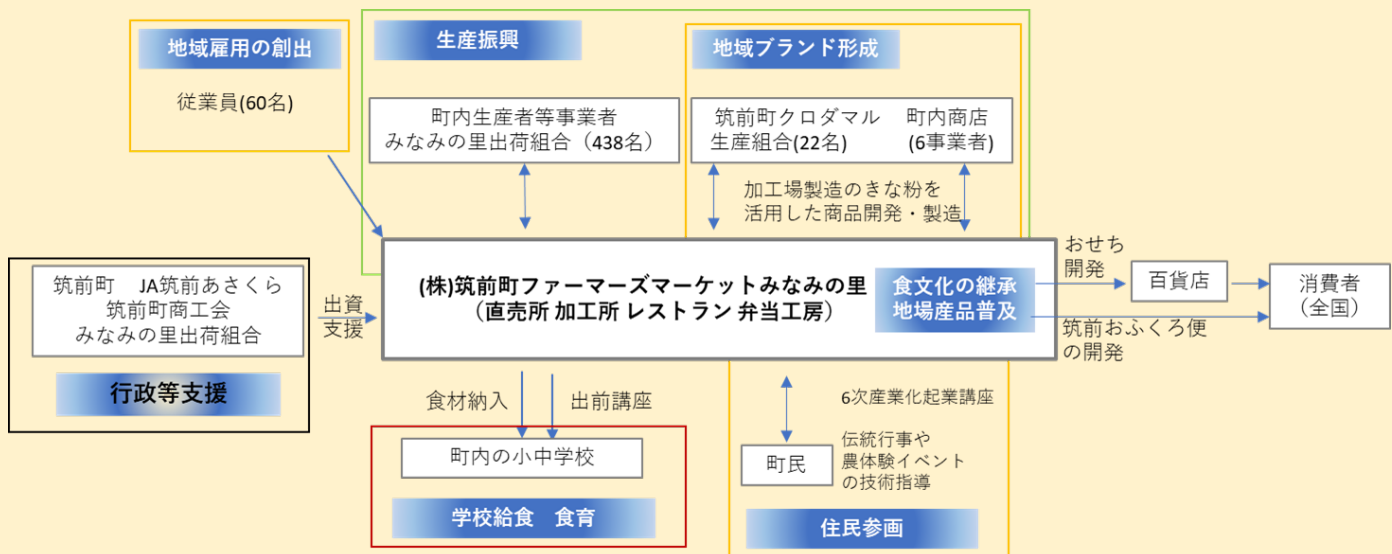 地域雇用の創出
従業員(60名)
生産振興
町内生産者等事業者
みなみの里出荷組合（438名）
地域ブランド形成
筑前町クロダマル
生産組合(22名)
町内商店
(6事業者)
加工場製造のきな粉を
活用した商品開発・製造
筑前町　JA筑前あさくら
筑前町商工会
みなみの里出荷組合
行政等支援
出資
支援
(株)筑前町ファーマーズマーケットみなみの里
（直売所 加工所 レストラン 弁当工房）
食文化の継承
地場産品普及
おせち
開発
百貨店
消費者
（全国）
筑前おふくろ便
の開発
食材納入
出前講座
町内の小中学校
学校給食　食育
6次産業化起業講座
町民
伝統行事や
農体験イベント
の技術指導
住民参画